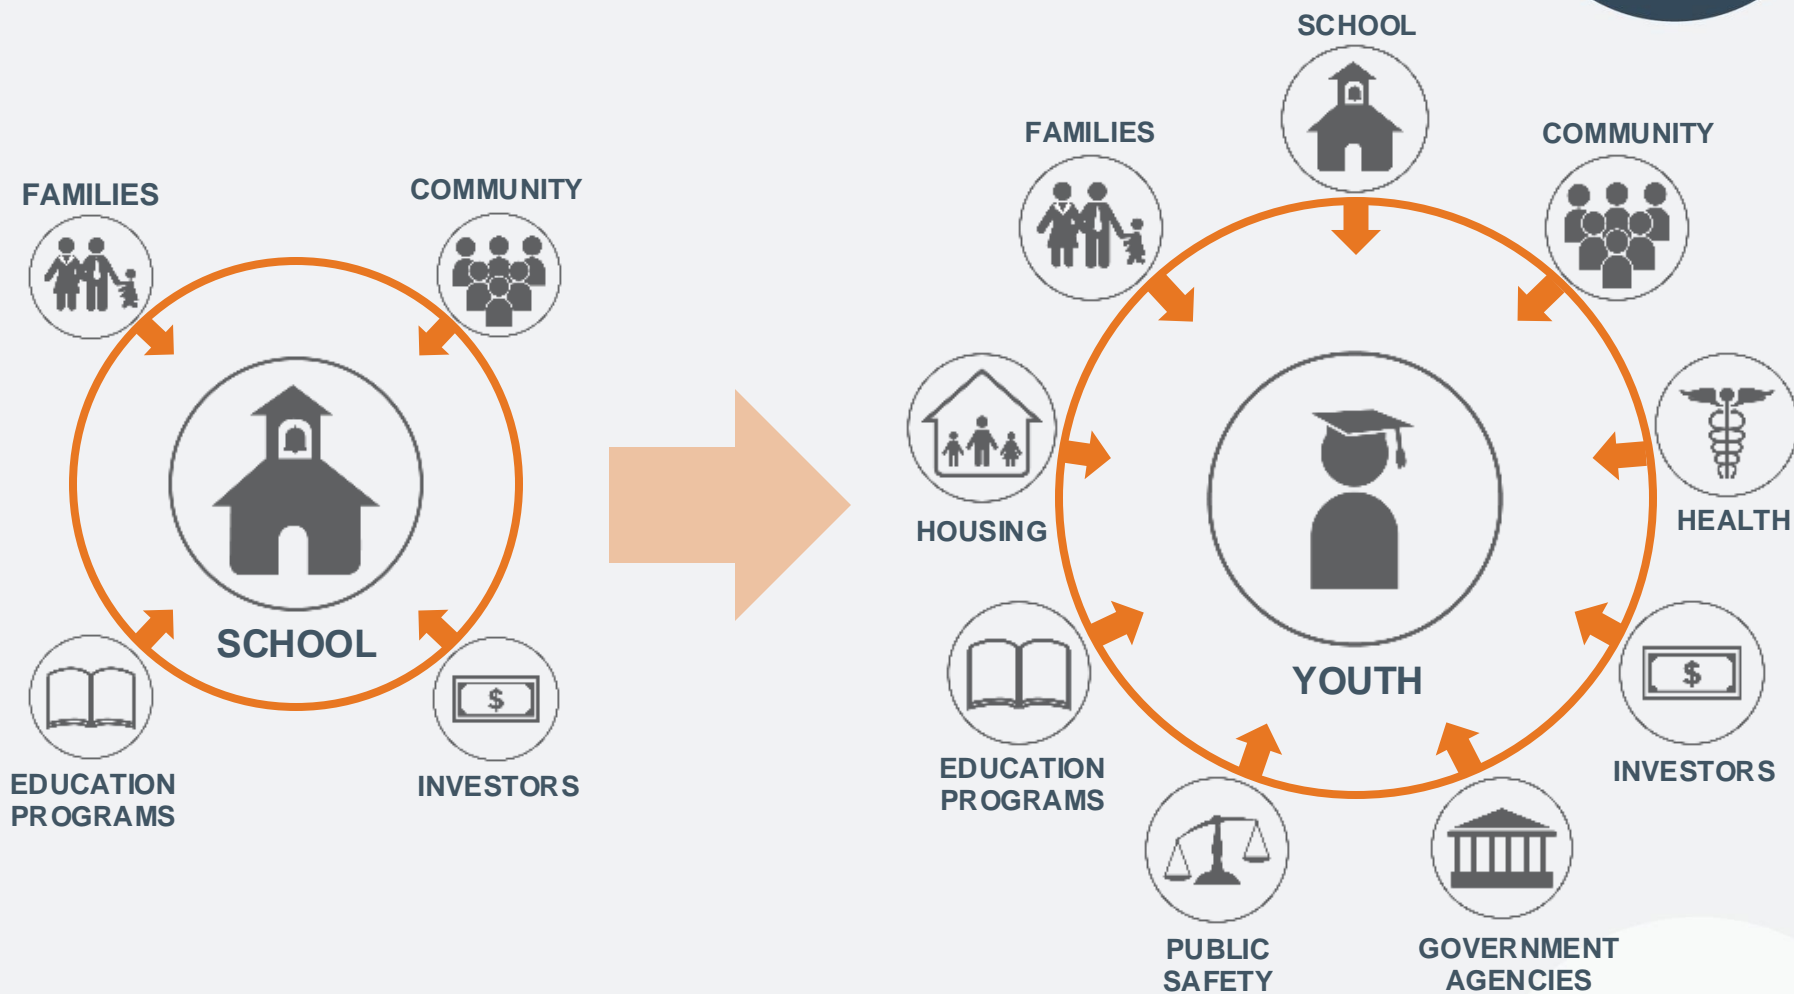 FAMILIES
COMMUNITY
SCHOOL
EDUCATION
PROGRAMS
$
INVESTORS
SCHOOL
FAMILIES
COMMUNITY
HOUSING
HEALTH
YOUTH
EDUCATION
PROGRAMS
$
INVESTORS
PUBLIC
SAFETY
GOVERNMENT
AGENCIES